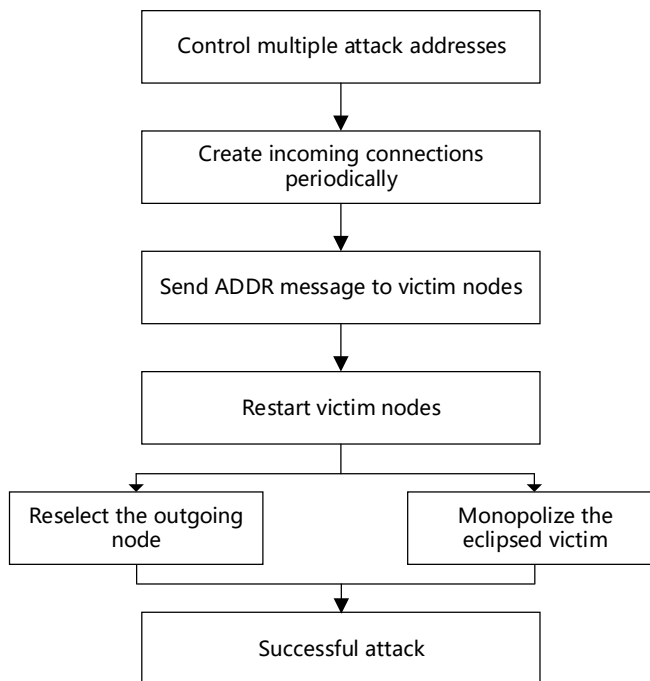 Control multiple attack addresses
Create incoming connections
periodically
Send ADDR message to victim nodes
Restart victim nodes
Reselect the outgoing
node
Monopolize the
eclipsed victim
Successful attack